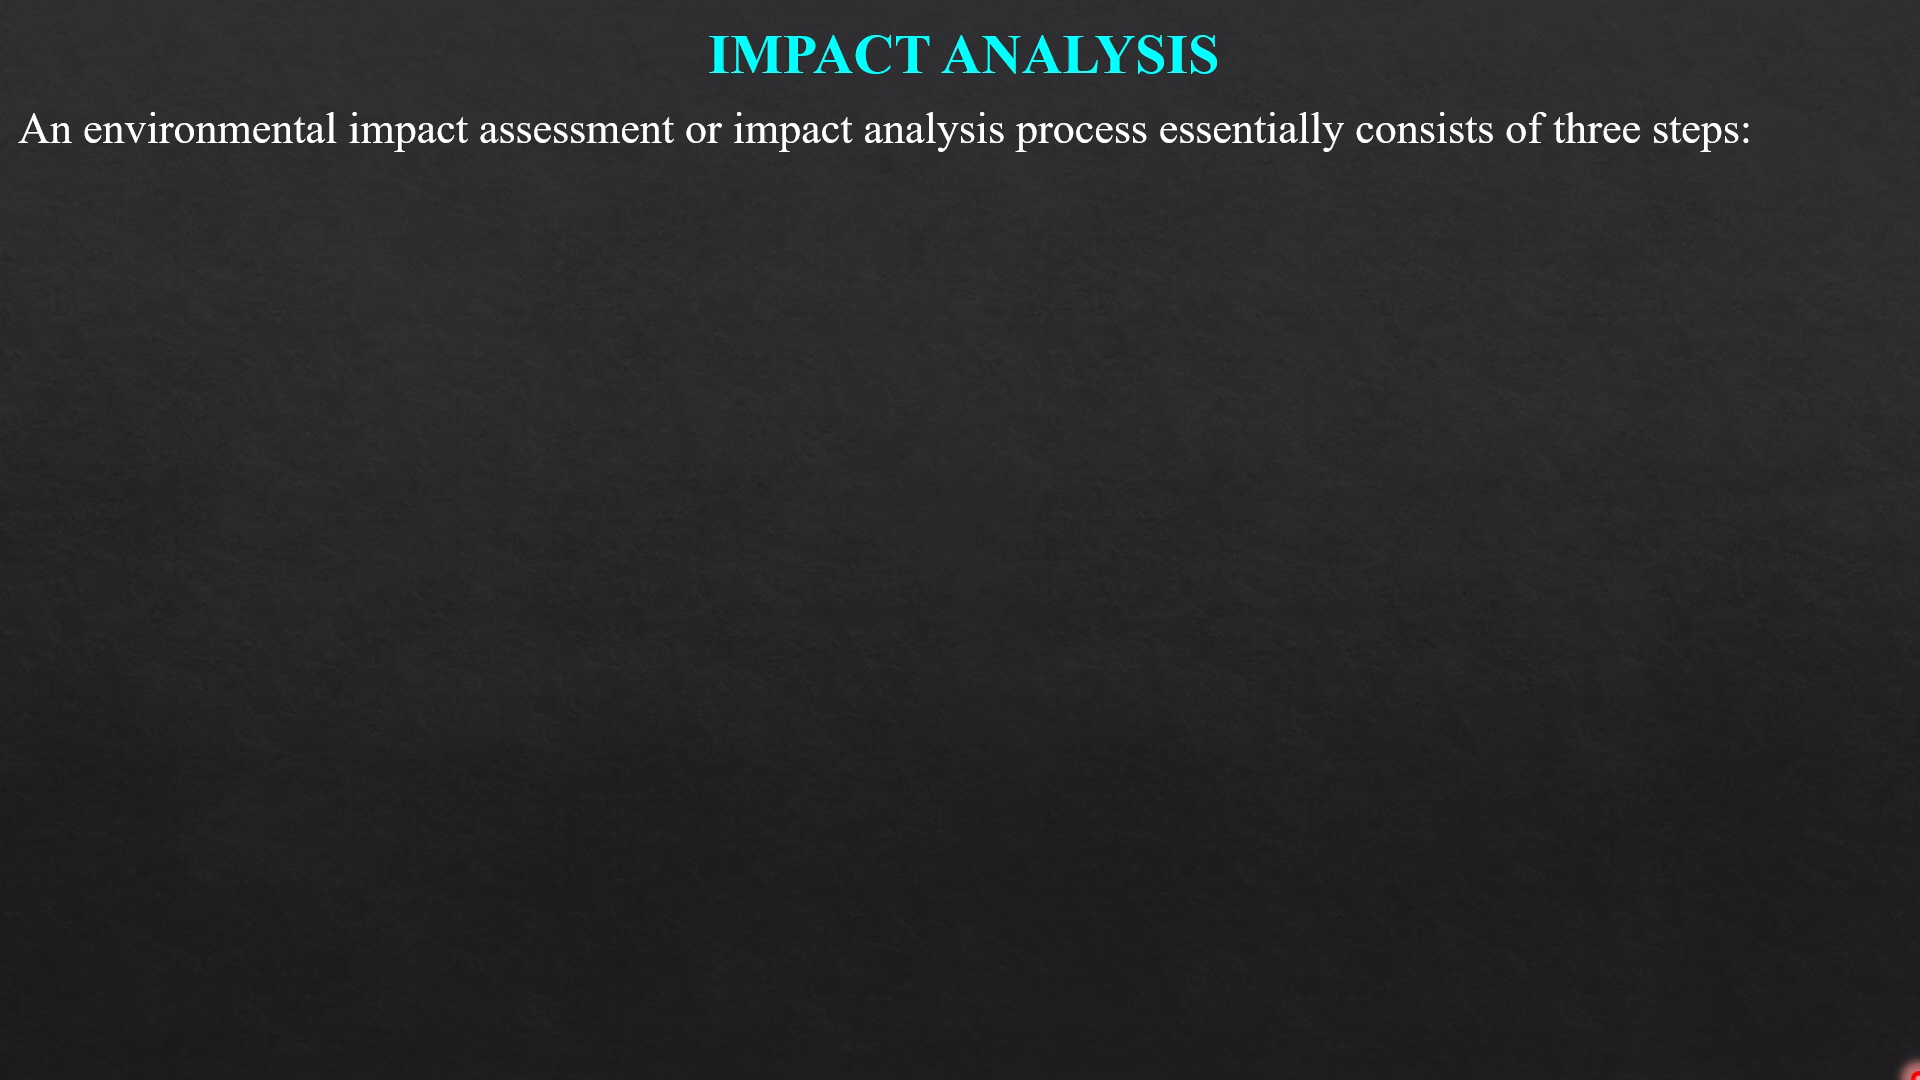 IMPACT ANALYSIS
An environmental impact assessment or impact analysis process essentially consists of three steps: